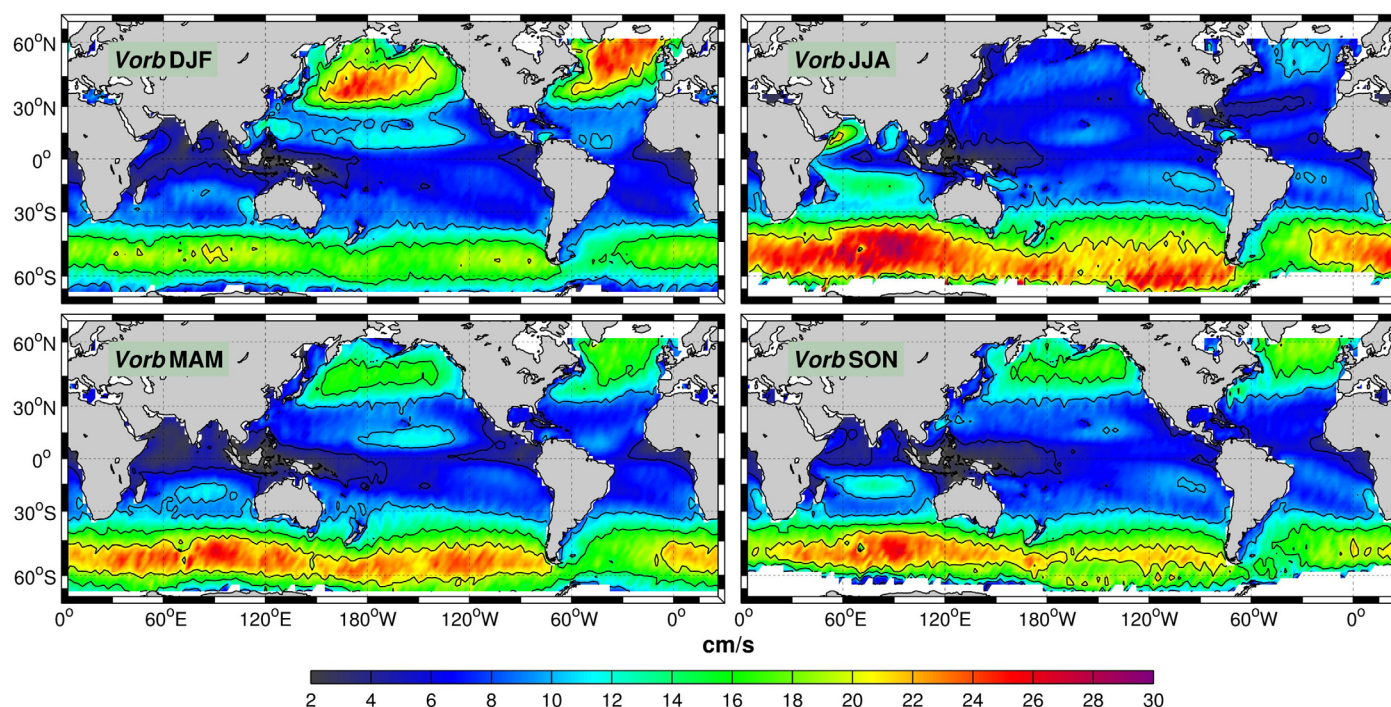 60°N
30°N
0°
30°S
60°S
Vorb DJF
Vorb JJA
60°N
30°N
0°
30°S
60°S
Vorb MAM
Vorb SON
0° 60°E 120°E 180°W 120°W 60°W 0° 0° 60°E 120°E 180°W 120°W 60°W 0°
cm/s
2 4 6 8 10 12 14 16 18 20 22 24 26 28 30